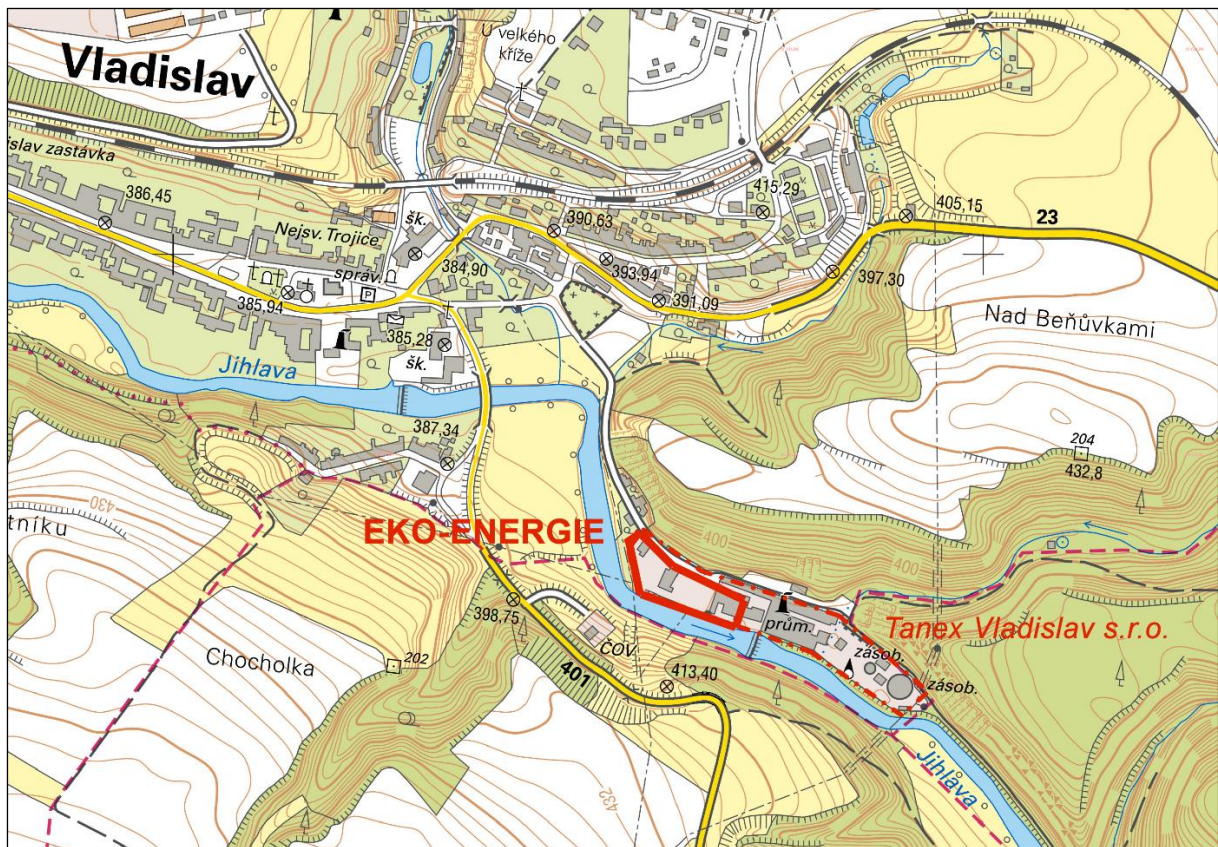 U velkého
kříže
Vladislav
islav zastávka
386,45
šk.
390,63
415,29
405,15
23
Nejsv. Trojice
384,90
393,94
správ.
P
397,30
391,09
385,94
385,28
Nad Beňůvkami
šk.
Jihlava
387,34
204
432,8
430
tníku
EKO-ENERGIE
400
400
398,75
prům.
Tanex Vladislav s.r.o.
zásob.
ČOV
Chocholka
202
401
413,40
zásob.
Jihlava
432